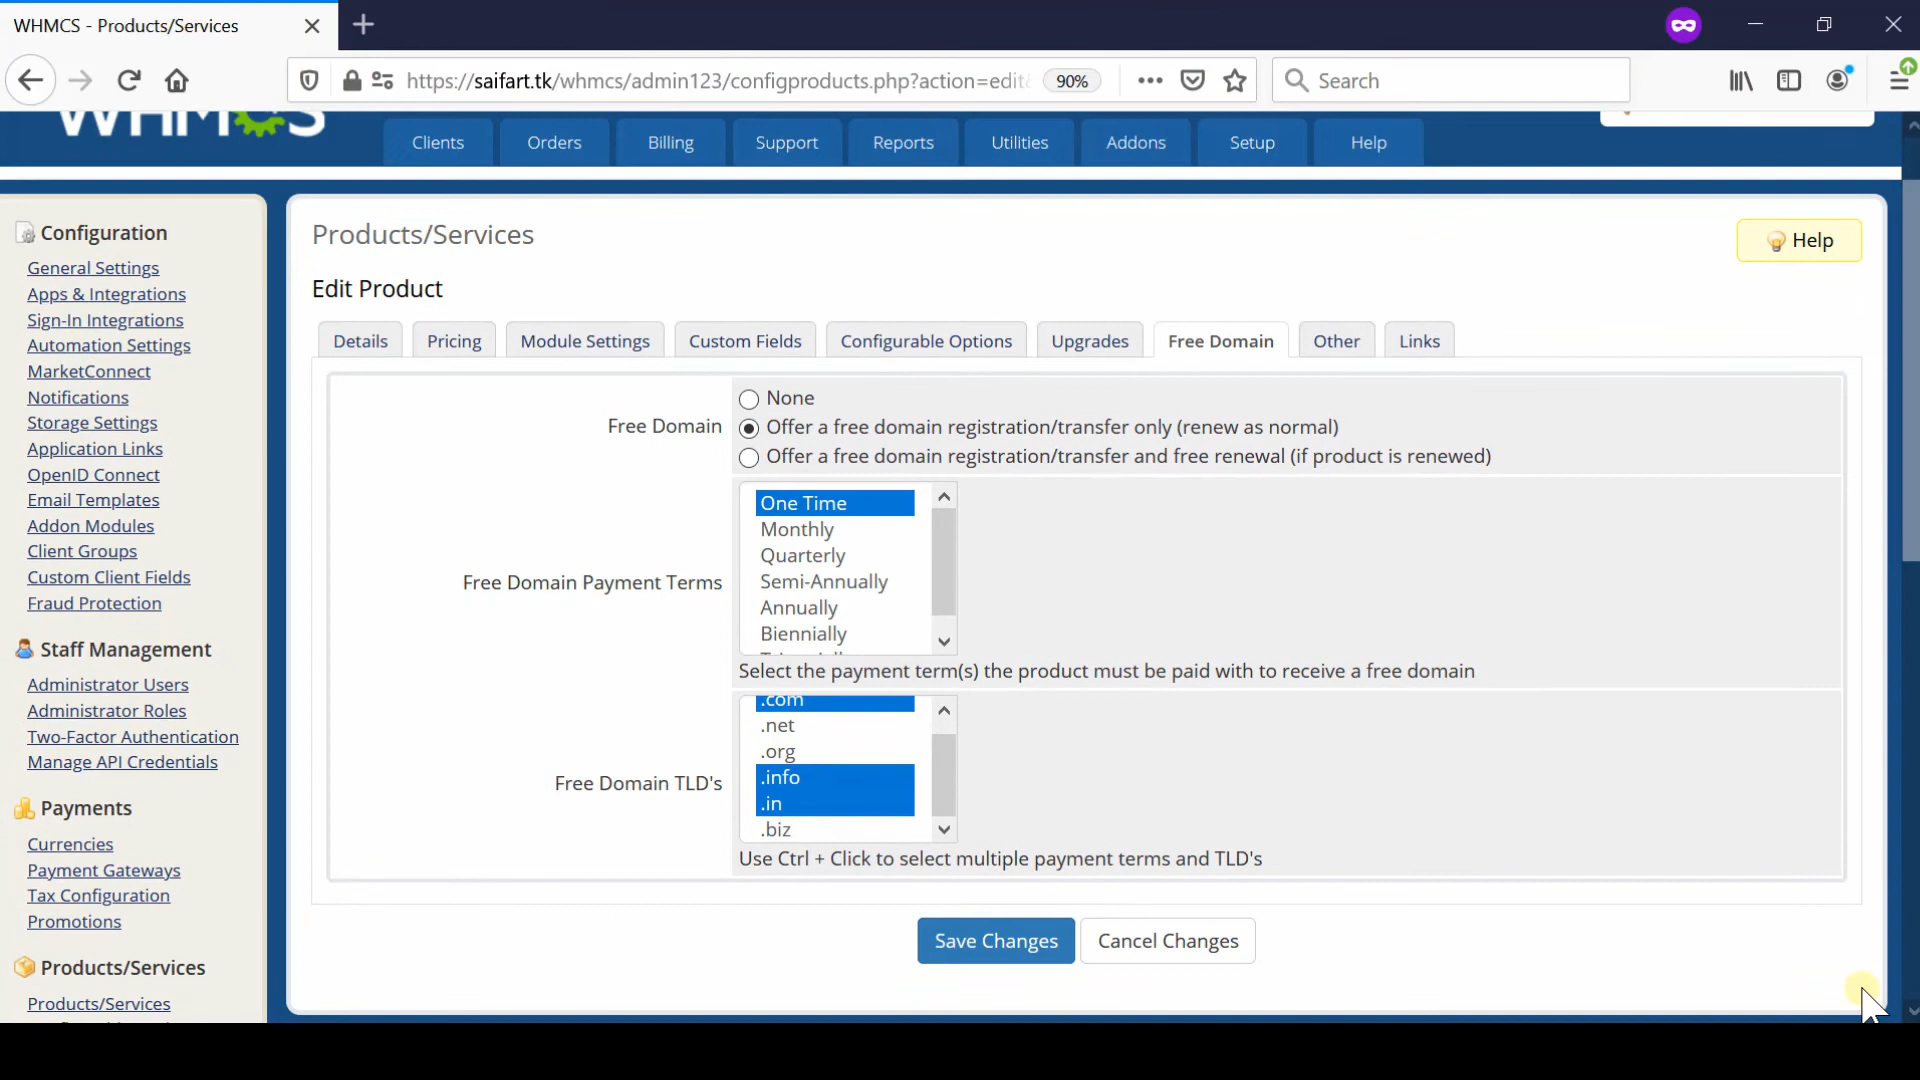 WHMCS - Products/Services
https://saifart.tk/whmcs/admin123/configproducts.php?action=edit
90%
Search
WHMCS
Clients
Orders
Billing
Support
Reports
Utilities
Addons
Setup
Help
Configuration
General Settings
Apps & Integrations
Sign-In Integrations
Automation Settings
MarketConnect
Notifications
Storage Settings
Application Links
OpenID Connect
Email Templates
Addon Modules
Client Groups
Custom Client Fields
Fraud Protection
Staff Management
Administrator Users
Administrator Roles
Two-Factor Authentication
Manage API Credentials
Payments
Currencies
Payment Gateways
Tax Configuration
Promotions
Products/Services
Products/Services
Products/Services
Help
Edit Product
Details
Pricing
Module Settings
Custom Fields
Configurable Options
Upgrades
Free Domain
Other
Links
Free Domain
None
Offer a free domain registration/transfer only (renew as normal)
Offer a free domain registration/transfer and free renewal (if product is renewed)
Free Domain Payment Terms
One Time
Monthly
Quarterly
Semi-Annually
Annually
Biennially
Select the payment term(s) the product must be paid with to receive a free domain
Free Domain TLD's
.com
.net
.org
.info
.in
.biz
Use Ctrl + Click to select multiple payment terms and TLD's
Save Changes
Cancel Changes